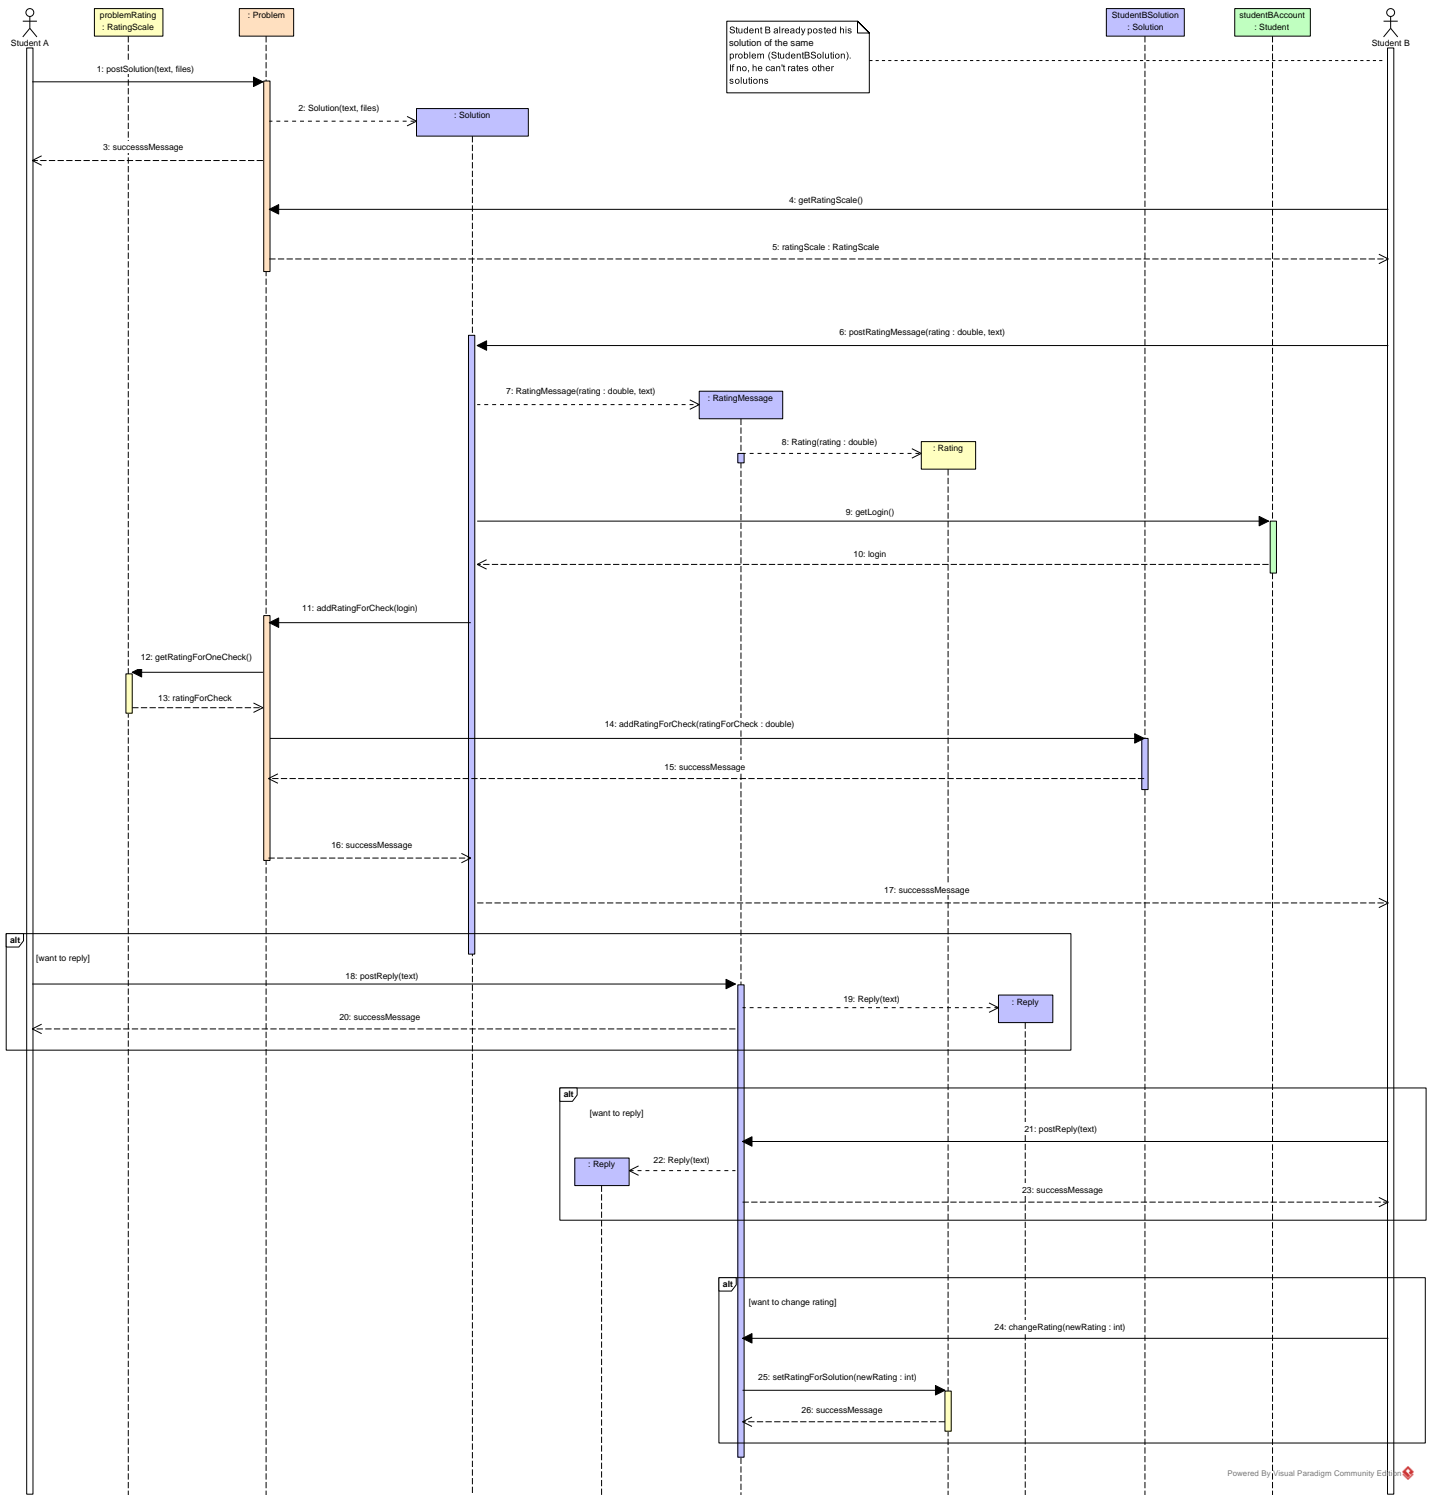 problemRating
: RatingScale
: Problem
StudentBSolution
: Solution
studentBAccount
: Student
Student A
Student B
Student B already posted his
solution of the same
problem (StudentBSolution).
If no, he can't rates other
solutions
1: postSolution(text, files)
2: Solution(text, files)
: Solution
3: successsMessage
4: getRatingScale()
5: ratingScale : RatingScale
6: postRatingMessage(rating : double, text)
7: RatingMessage(rating : double, text)
: RatingMessage
8: Rating(rating : double)
: Rating
9: getLogin()
10: login
11: addRatingForCheck(login)
12: getRatingForOneCheck()
13: ratingForCheck
14: addRatingForCheck(ratingForCheck : double)
15: successMessage
16: successMessage
17: successsMessage
alt
[want to reply]
18: postReply(text)
19: Reply(text)
: Reply
20: successMessage
alt
[want to reply]
21: postReply(text)
22: Reply(text)
: Reply
23: successMessage
alt
[want to change rating]
24: changeRating(newRating : int)
25: setRatingForSolution(newRating : int)
26: successMessage
Powered By Visual Paradigm Community Edition